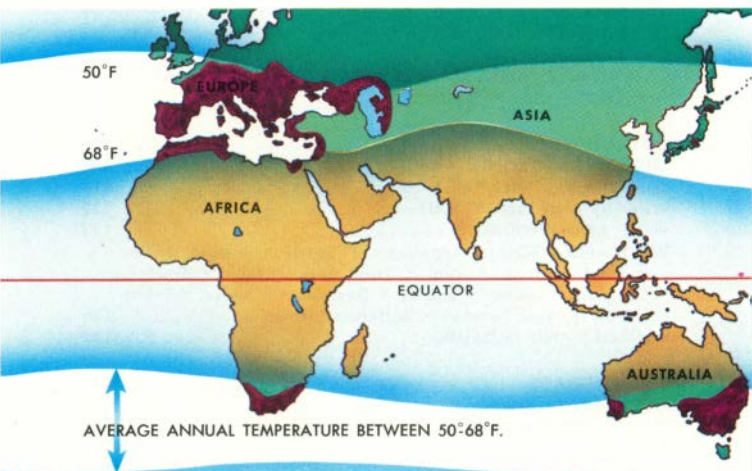 50°F
EUROPE
ASIA
68°F
AFRICA
EQUATOR
AUSTRALIA
AVERAGE ANNUAL TEMPERATURE BETWEEN 50°-68°F.